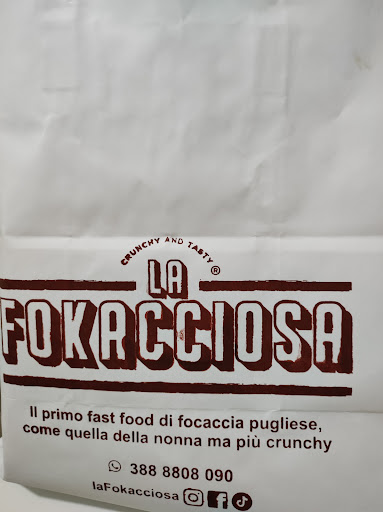 CRUNCHY AND TASTY
LA ®
FOKACCIOSA
Il primo fast food di focaccia pugliese,
come quella della nonna ma più crunchy
388 8808 090
laFokacciosa